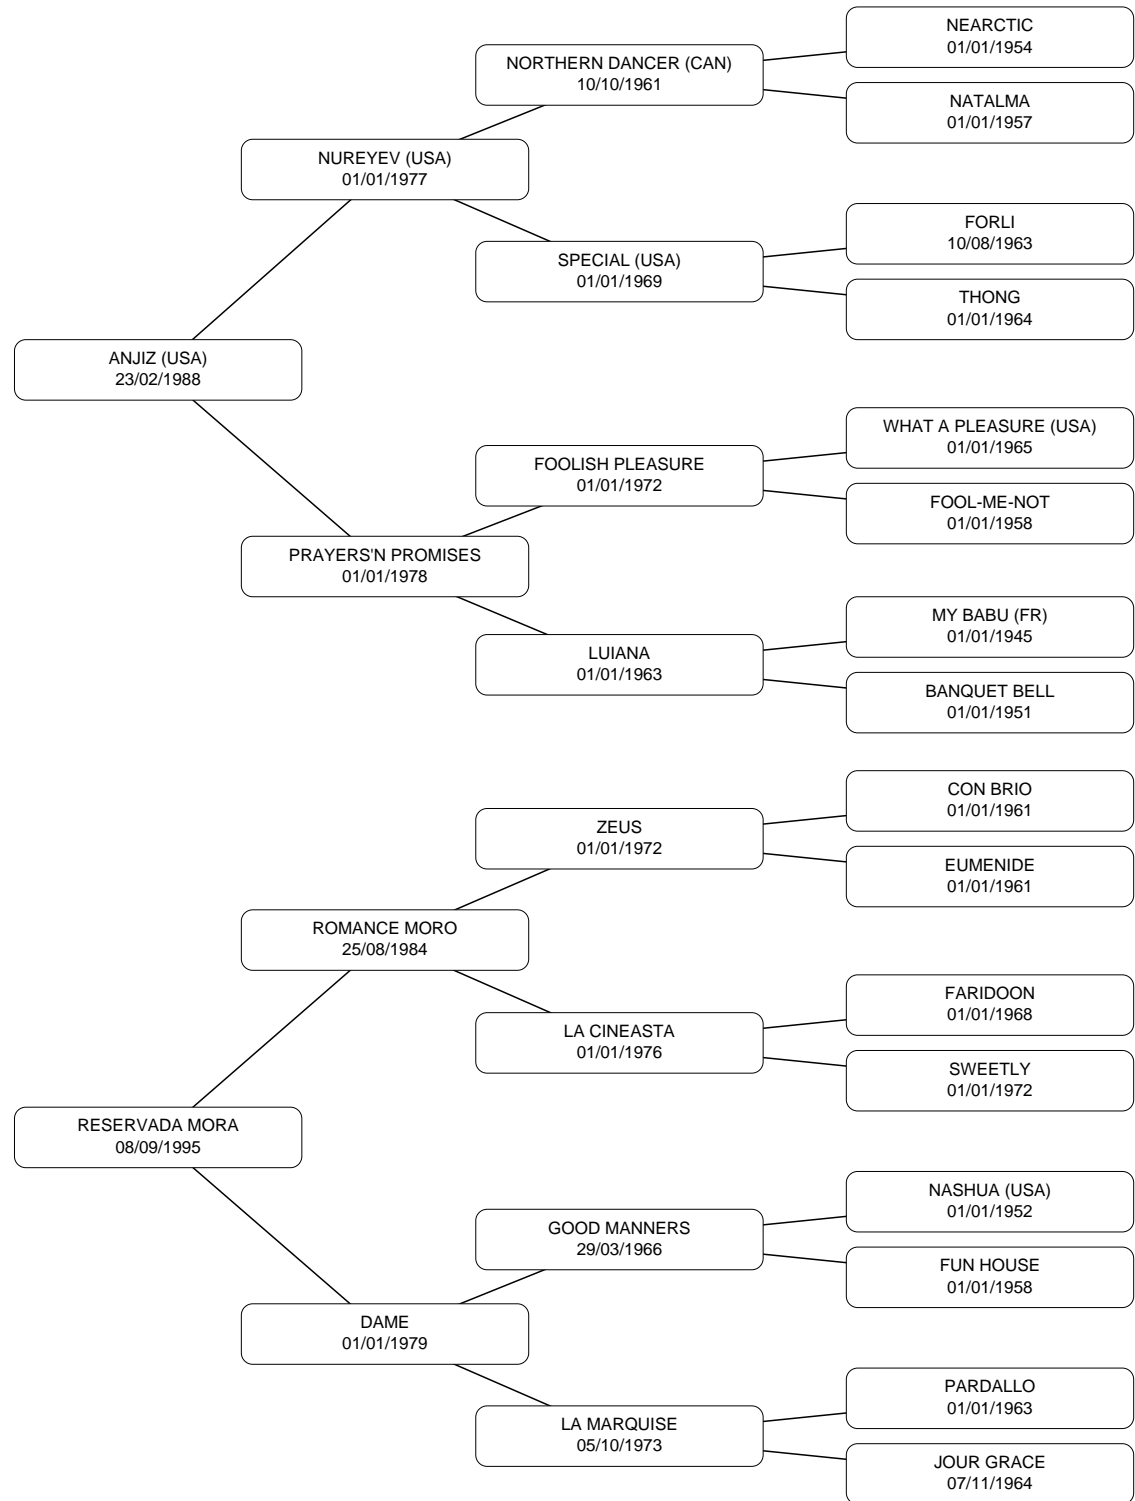 NEARCTIC
01/01/1954
NORTHERN DANCER (CAN)
10/10/1961
NATALMA
01/01/1957
NUREYEV (USA)
01/01/1977
FORLI
10/08/1963
SPECIAL (USA)
01/01/1969
THONG
01/01/1964
ANJIZ (USA)
23/02/1988
WHAT A PLEASURE (USA)
01/01/1965
FOOLISH PLEASURE
01/01/1972
FOOL-ME-NOT
01/01/1958
PRAYERS'N PROMISES
01/01/1978
MY BABU (FR)
01/01/1945
LUIANA
01/01/1963
BANQUET BELL
01/01/1951
CON BRIO
01/01/1961
ZEUS
01/01/1972
EUMENIDE
01/01/1961
ROMANCE MORO
25/08/1984
FARIDOON
01/01/1968
LA CINEASTA
01/01/1976
SWEETLY
01/01/1972
RESERVADA MORA
08/09/1995
NASHUA (USA)
01/01/1952
GOOD MANNERS
29/03/1966
FUN HOUSE
01/01/1958
DAME
01/01/1979
PARDALLO
01/01/1963
LA MARQUISE
05/10/1973
JOUR GRACE
07/11/1964